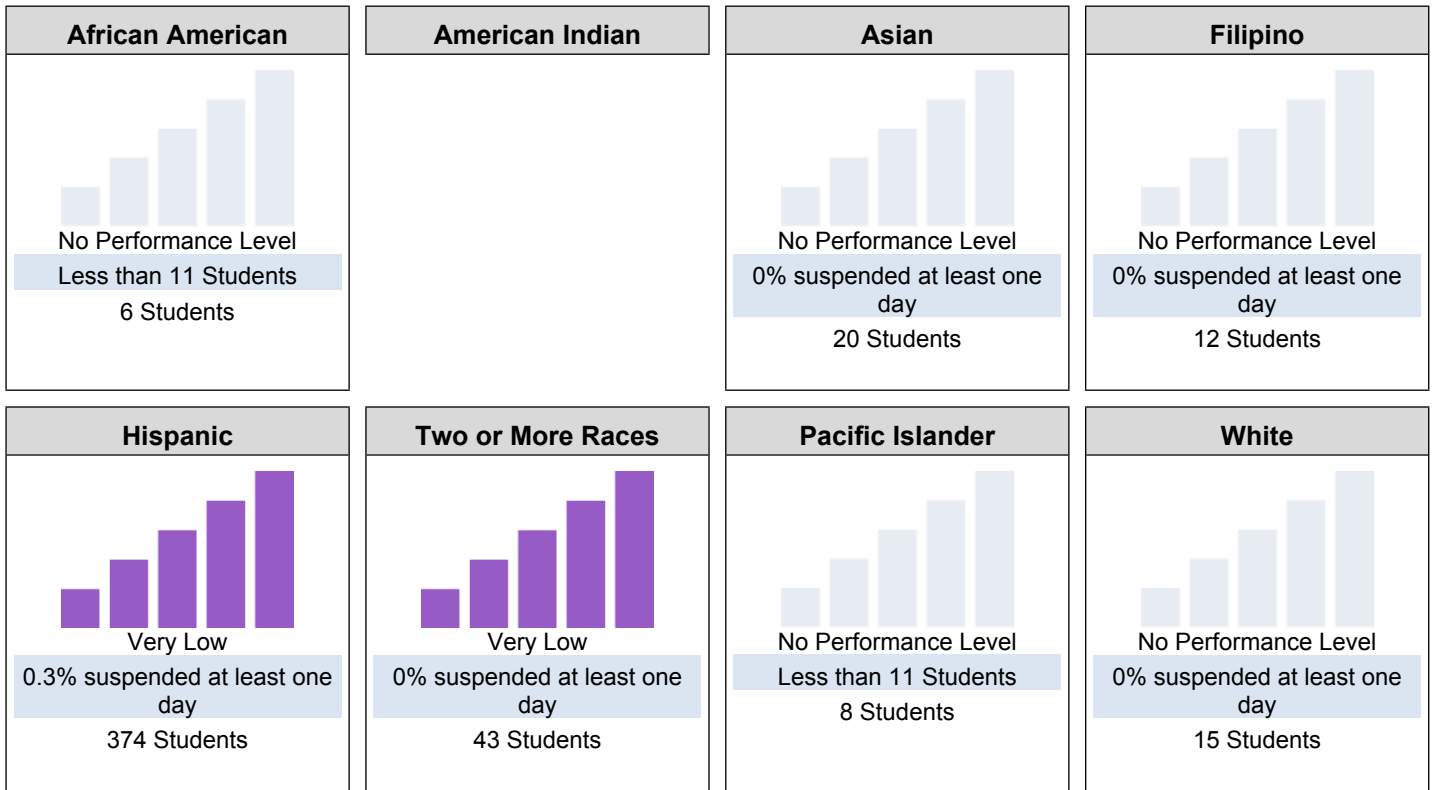 African American
No Performance Level
Less than 11 Students
6 Students
American Indian
Asian
No Performance Level
0% suspended at least one
day
20 Students
Filipino
No Performance Level
0% suspended at least one
day
12 Students
Hispanic
Very Low
0.3% suspended at least one
day
374 Students
Two or More Races
Very Low
0% suspended at least one
day
43 Students
Pacific Islander
No Performance Level
Less than 11 Students
8 Students
White
No Performance Level
0% suspended at least one
day
15 Students